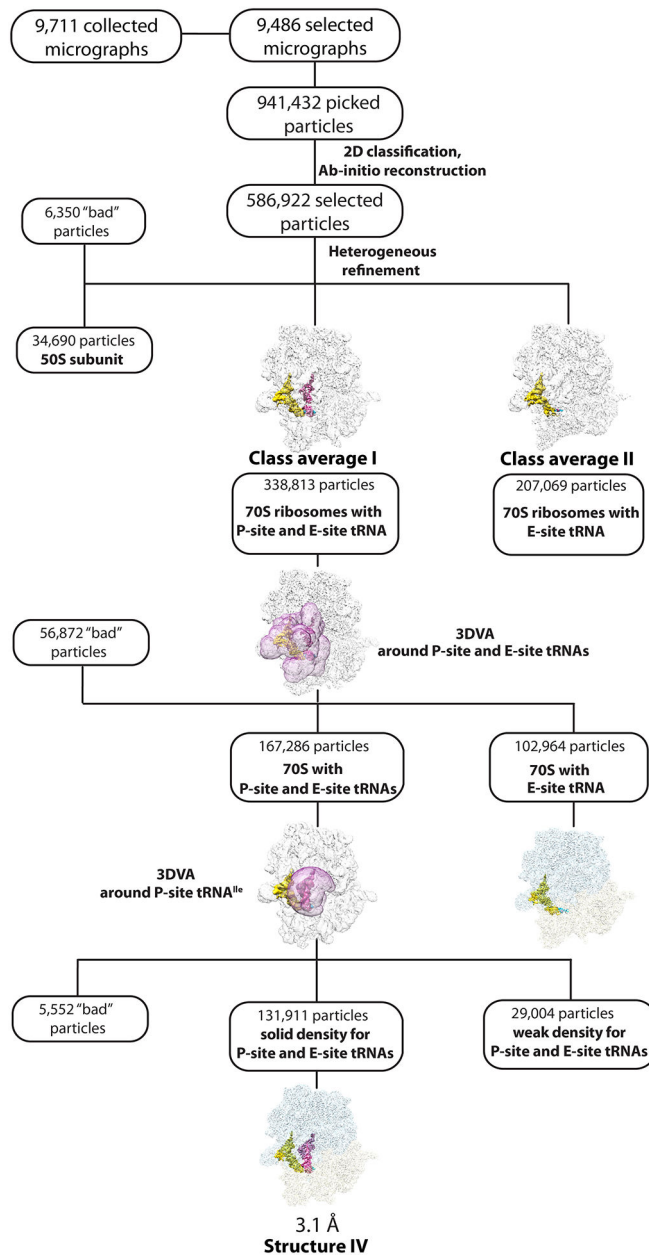 9,711 collected
micrographs
9,486 selected
micrographs
941,432 picked
particles
2D classification,
Ab-initio reconstruction
586,922 selected
particles
6,350 "bad"
particles
Heterogeneous
refinement
34,690 particles
50S subunit
Class average I
Class average II
338,813 particles
70S ribosomes with
P-site and E-site tRNA
207,069 particles
70S ribosomes with
E-site tRNA
56,872 "bad"
particles
3DVA
around P-site and E-site tRNAs
167,286 particles
70S with
P-site and E-site tRNAs
102,964 particles
70S with
E-site tRNA
3DVA
around P-site tRNAIle
5,552 "bad"
particles
131,911 particles
solid density for
P-site and E-site tRNAs
29,004 particles
weak density for
P-site and E-site tRNAs
3.1 Å
Structure IV